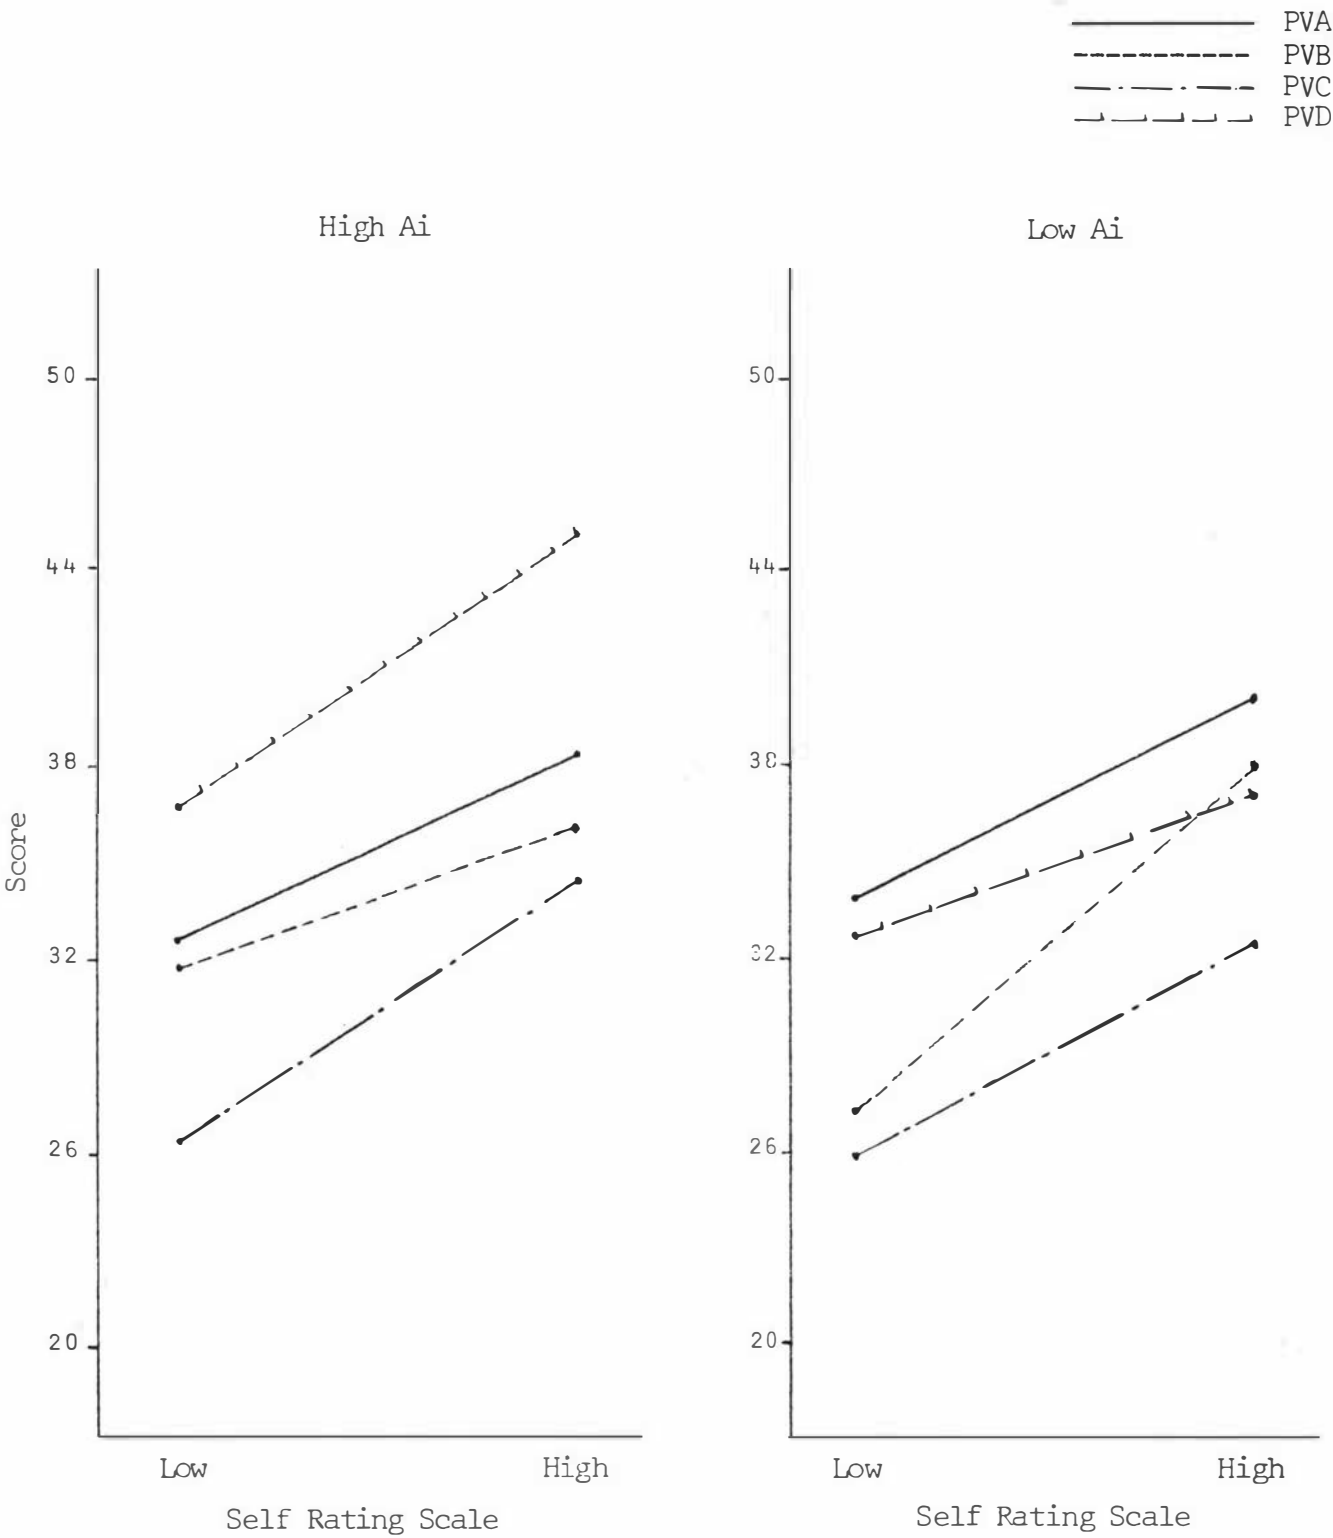 PVA
PVB
PVC
PVD
High Ai
Low Ai
50
44
38
32
26
20
Score
Low
High
Self Rating Scale
50
44
38
32
26
20
Low
High
Self Rating Scale